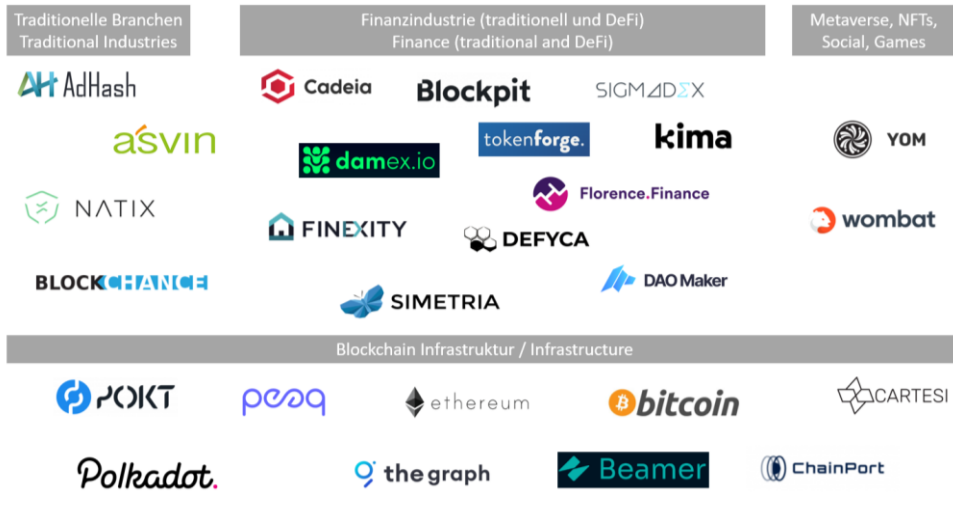 Traditionelle Branchen
Traditional Industries
Finanzindustrie (traditionell und DeFi)
Finance (traditional and DeFi)
Metaverse, NFTs,
Social, Games
AH AdHash
Cadeia
Blockpit
SIGMADEX
asvin
damex.io
tokenforge.
kima
YOM
NATIX
Florence.Finance
FINEXITY
DEFYCA
wombat
BLOCKCHANCE
SIMETRIA
DAO Maker
Blockchain Infrastruktur / Infrastructure
POKT
peaq
ethereum
bitcoin
CARTESI
Polkadot.
the graph
Beamer
ChainPort